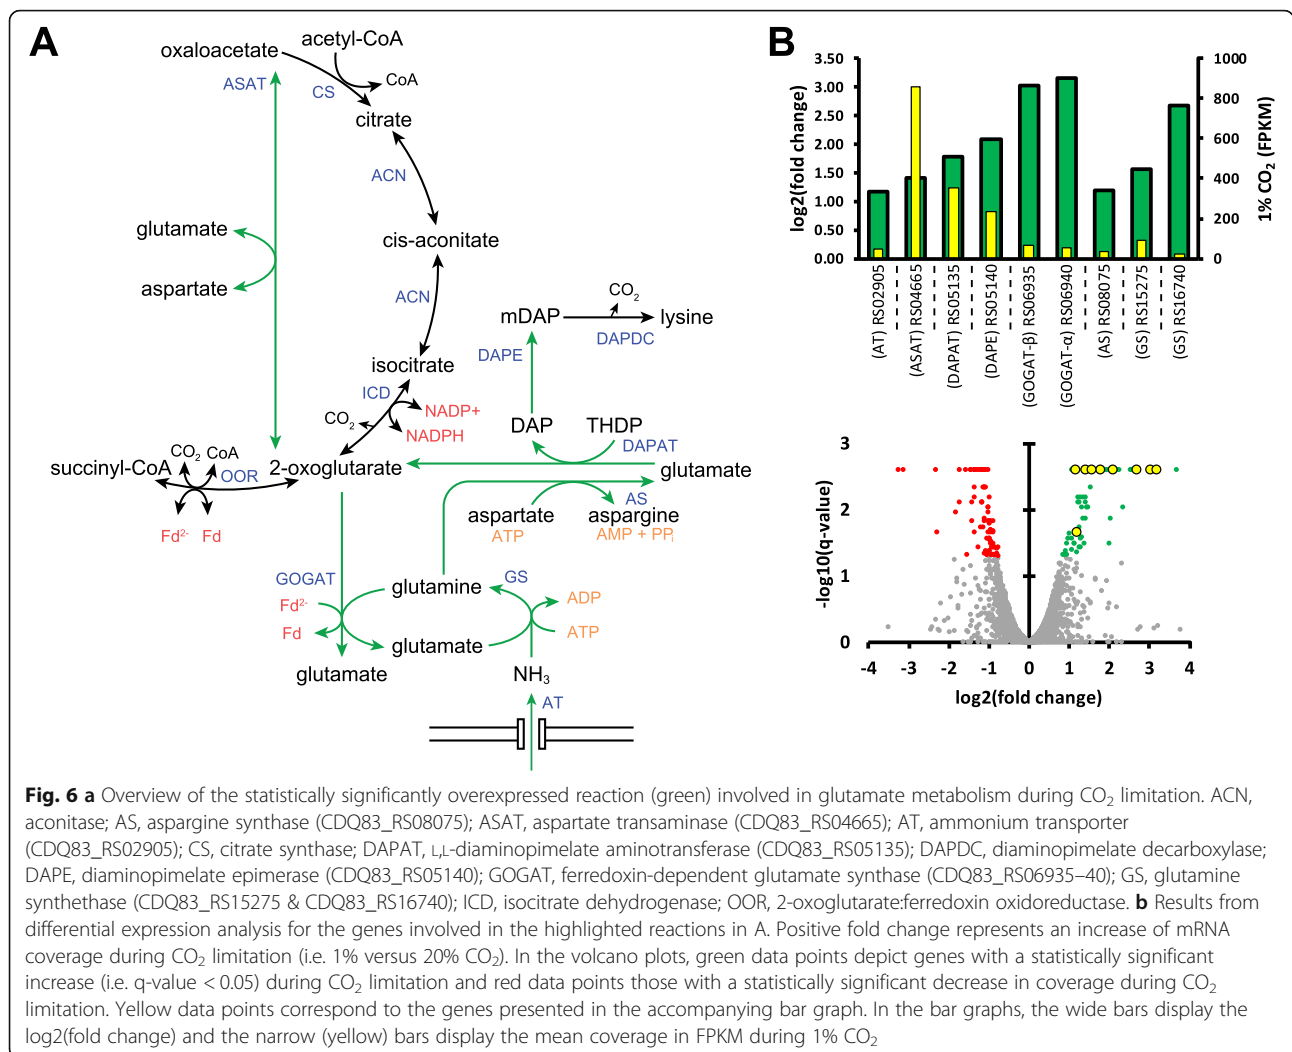 A
oxaloacetate
acetyl-CoA
CoA
ASAT
CS
citrate
ACN
glutamate
cis-aconitate
aspartate
ACN
CO2
mDAP
lysine
DAPE
DAPDC
isocitrate
ICD
CO2
NADP+
NADPH
DAP
THDP
DAPAT
CO2 CoA
succinyl-CoA
OOR
2-oxoglutarate
glutamate
AS
Fd2- Fd
aspartate
aspargine
ATP
AMP + PPi
GOGAT
glutamine
GS
Fd2-
ADP
Fd
ATP
glutamate
glutamate
NH3
AT
B
log2(fold change)
3.50
3.00
2.50
2.00
1.50
1.00
0.50
0.00
1000
800
600
400
200
0
1% CO2 (FPKM)
(AT) RS02905
(ASAT) RS04665
(DAPAT) RS05135
(DAPE) RS05140
(GOGAT-β) RS06935
(GOGAT-α) RS06940
(AS) RS08075
(GS) RS15275
(GS) RS16740
-log10(q-value)
3
2
1
0
-4 -3 -2 -1 0 1 2 3 4
log2(fold change)
Fig. 6 a Overview of the statistically significantly overexpressed reaction (green) involved in glutamate metabolism during CO2 limitation. ACN,
aconitase; AS, aspargine synthase (CDQ83_RS08075); ASAT, aspartate transaminase (CDQ83_RS04665); AT, ammonium transporter
(CDQ83_RS02905); CS, citrate synthase; DAPAT, L,L-diaminopimelate aminotransferase (CDQ83_RS05135); DAPDC, diaminopimelate decarboxylase;
DAPE, diaminopimelate epimerase (CDQ83_RS05140); GOGAT, ferredoxin-dependent glutamate synthase (CDQ83_RS06935–40); GS, glutamine
synthethase (CDQ83_RS15275 & CDQ83_RS16740); ICD, isocitrate dehydrogenase; OOR, 2-oxoglutarate:ferredoxin oxidoreductase. b Results from
differential expression analysis for the genes involved in the highlighted reactions in A. Positive fold change represents an increase of mRNA
coverage during CO2 limitation (i.e. 1% versus 20% CO2). In the volcano plots, green data points depict genes with a statistically significant
increase (i.e. q-value < 0.05) during CO2 limitation and red data points those with a statistically significant decrease in coverage during CO2
limitation. Yellow data points correspond to the genes presented in the accompanying bar graph. In the bar graphs, the wide bars display the
log2(fold change) and the narrow (yellow) bars display the mean coverage in FPKM during 1% CO2